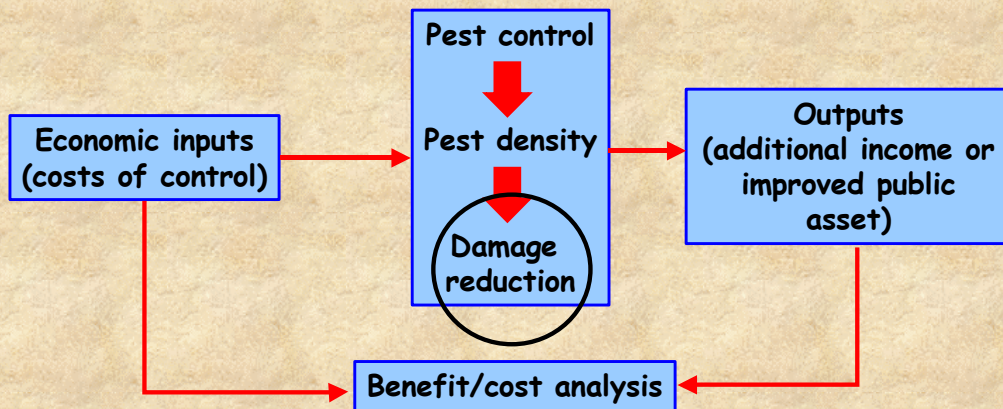 Economic inputs
(costs of control)
Pest control
Pest density
Damage
reduction
Outputs
(additional income or
improved public
asset)
Benefit/cost analysis